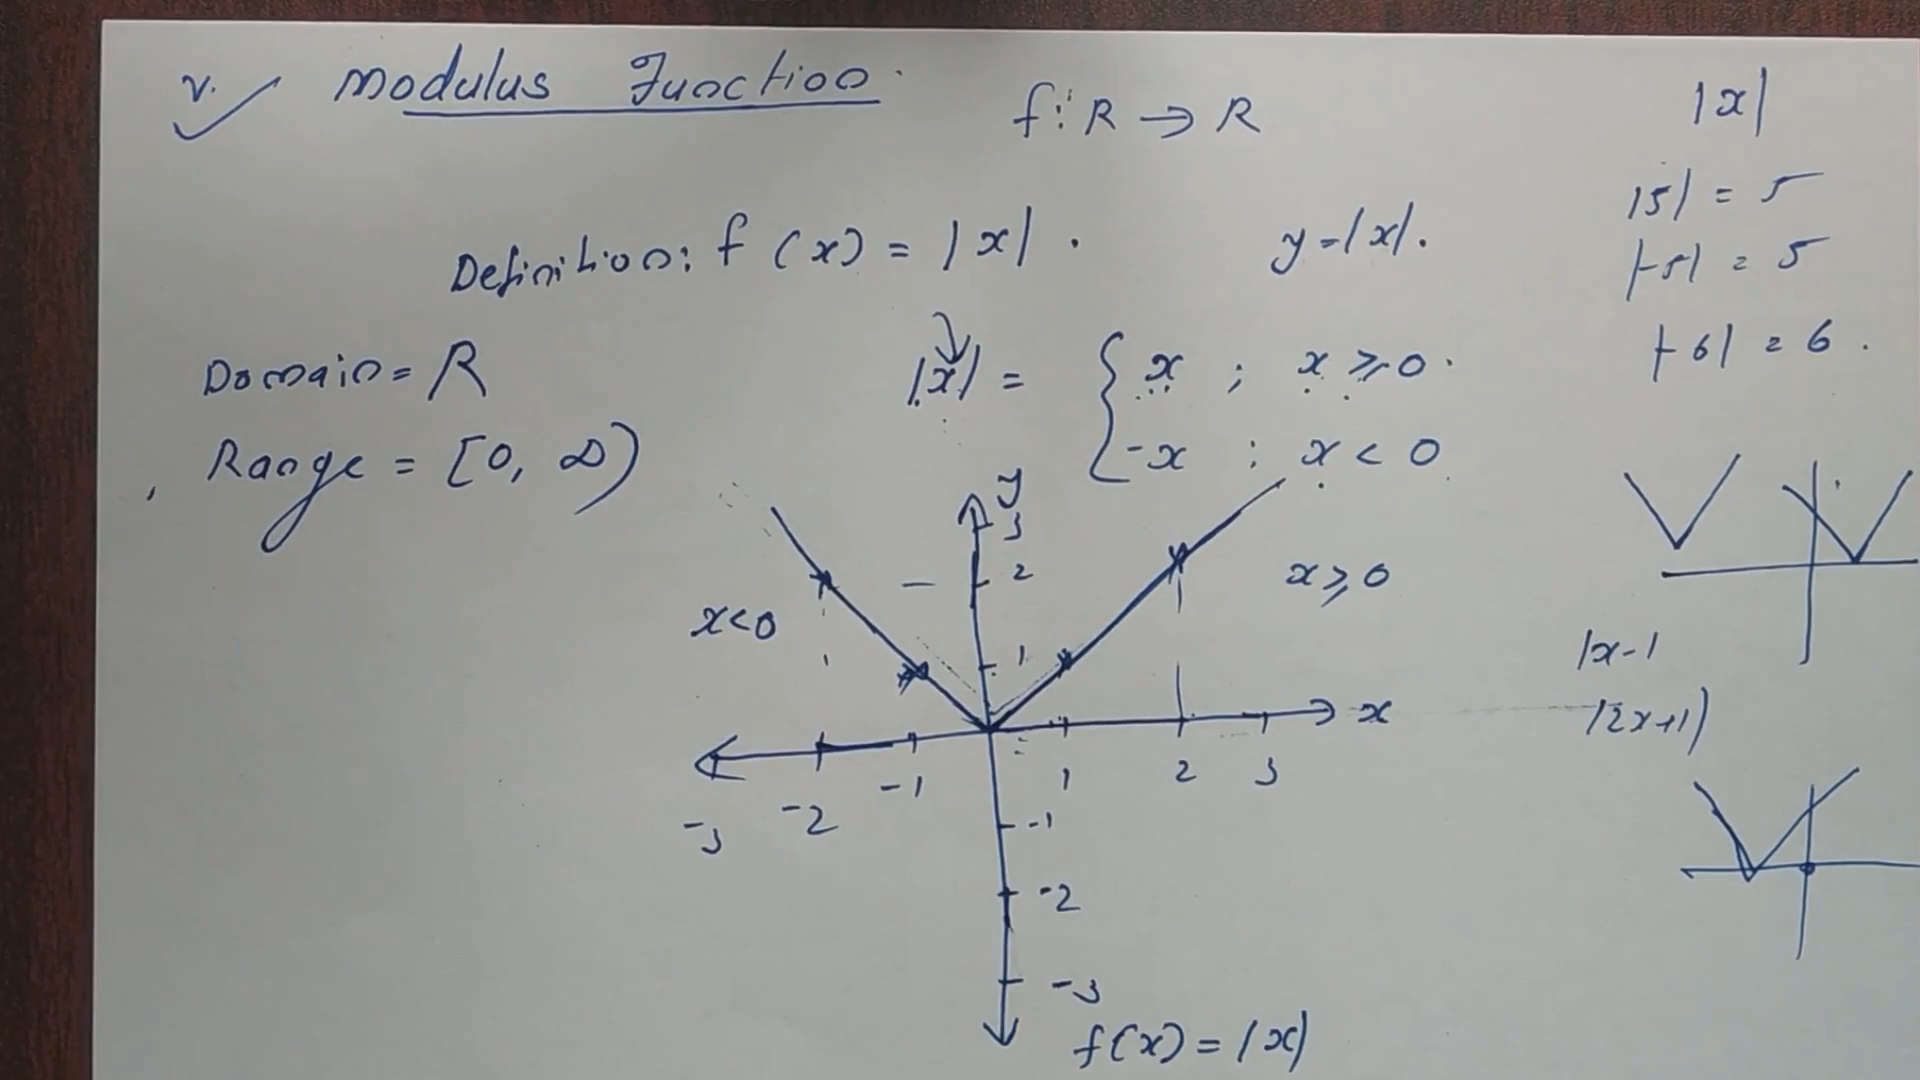 v. Modulus Function.
f: R → R
|x|
|5| = 5
|-5| = 5
|-6| = 6.
Definition: f(x) = |x|.
y = |x|.
Domain = R
Range = [0, ∞)
|x| = { x ; x ≥ 0.
-x : x < 0
y
3
2
1
x<0
x ≥ 0
x
-3 -2 -1 1 2 3
-1
-2
-3
f(x) = |x|
|x-1
|2x+1|